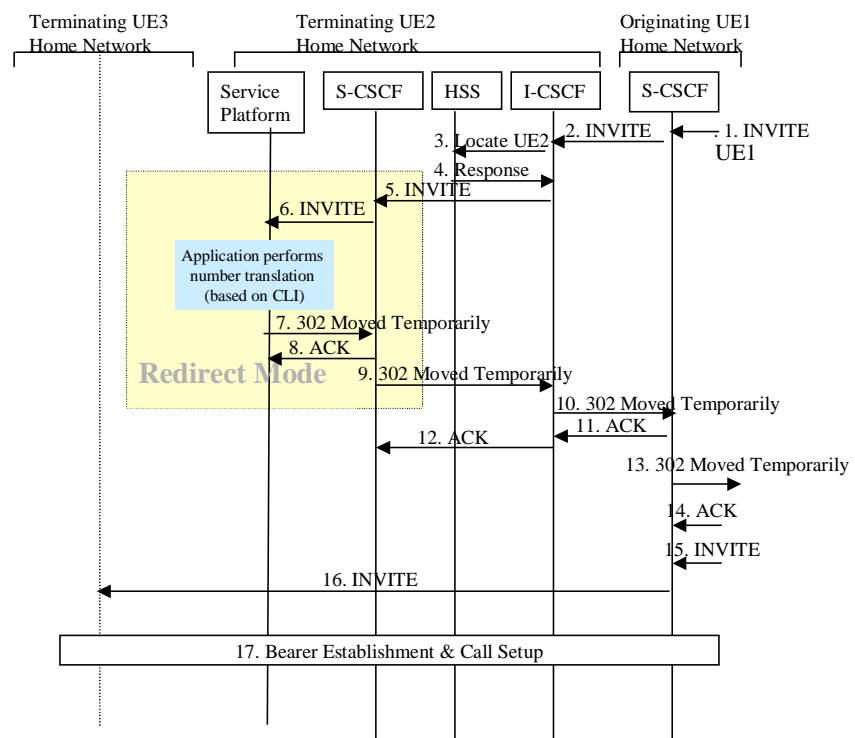 Terminating UE3
Home Network
Terminating UE2
Home Network
Originating UE1
Home Network
Service
Platform
S-CSCF
HSS
I-CSCF
S-CSCF
. 1. INVITE
UE1
2. INVITE
3. Locate UE2
4. Response
5. INVITE
6. INVITE
Application performs
number translation
(based on CLI)
7. 302 Moved Temporarily
8. ACK
Redirect Mode
9. 302 Moved Temporarily
10. 302 Moved Temporarily
11. ACK
12. ACK
13. 302 Moved Temporarily
14. ACK
15. INVITE
16. INVITE
17. Bearer Establishment & Call Setup